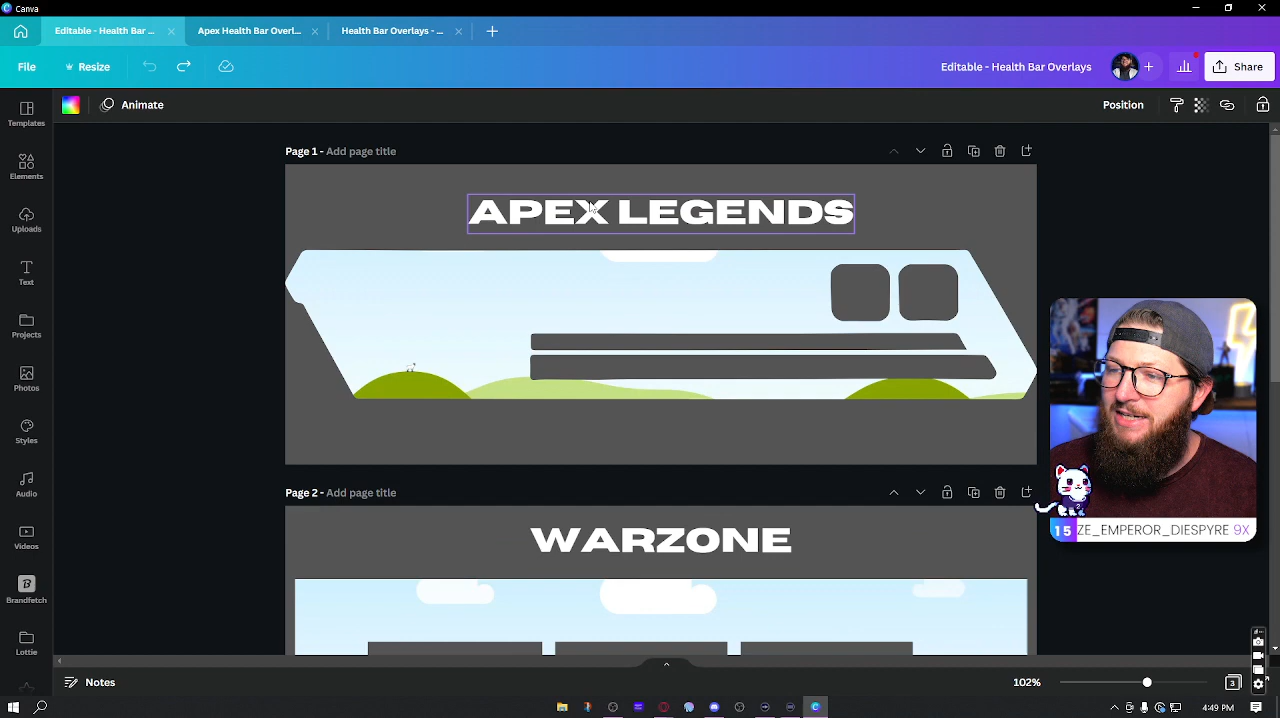 Canva
Editable - Health Bar ...
Apex Health Bar Overl...
Health Bar Overlays - ...
File
Resize
Editable - Health Bar Overlays
Share
Animate
Position
Templates
Elements
Uploads
Text
Projects
Photos
Styles
Audio
Videos
Brandfetch
Lottie
Page 1 - Add page title
APEX LEGENDS
Page 2 - Add page title
WARZONE
15 ZE_EMPEROR_DIESPYRE 9X
Notes
102%
3
4:49 PM